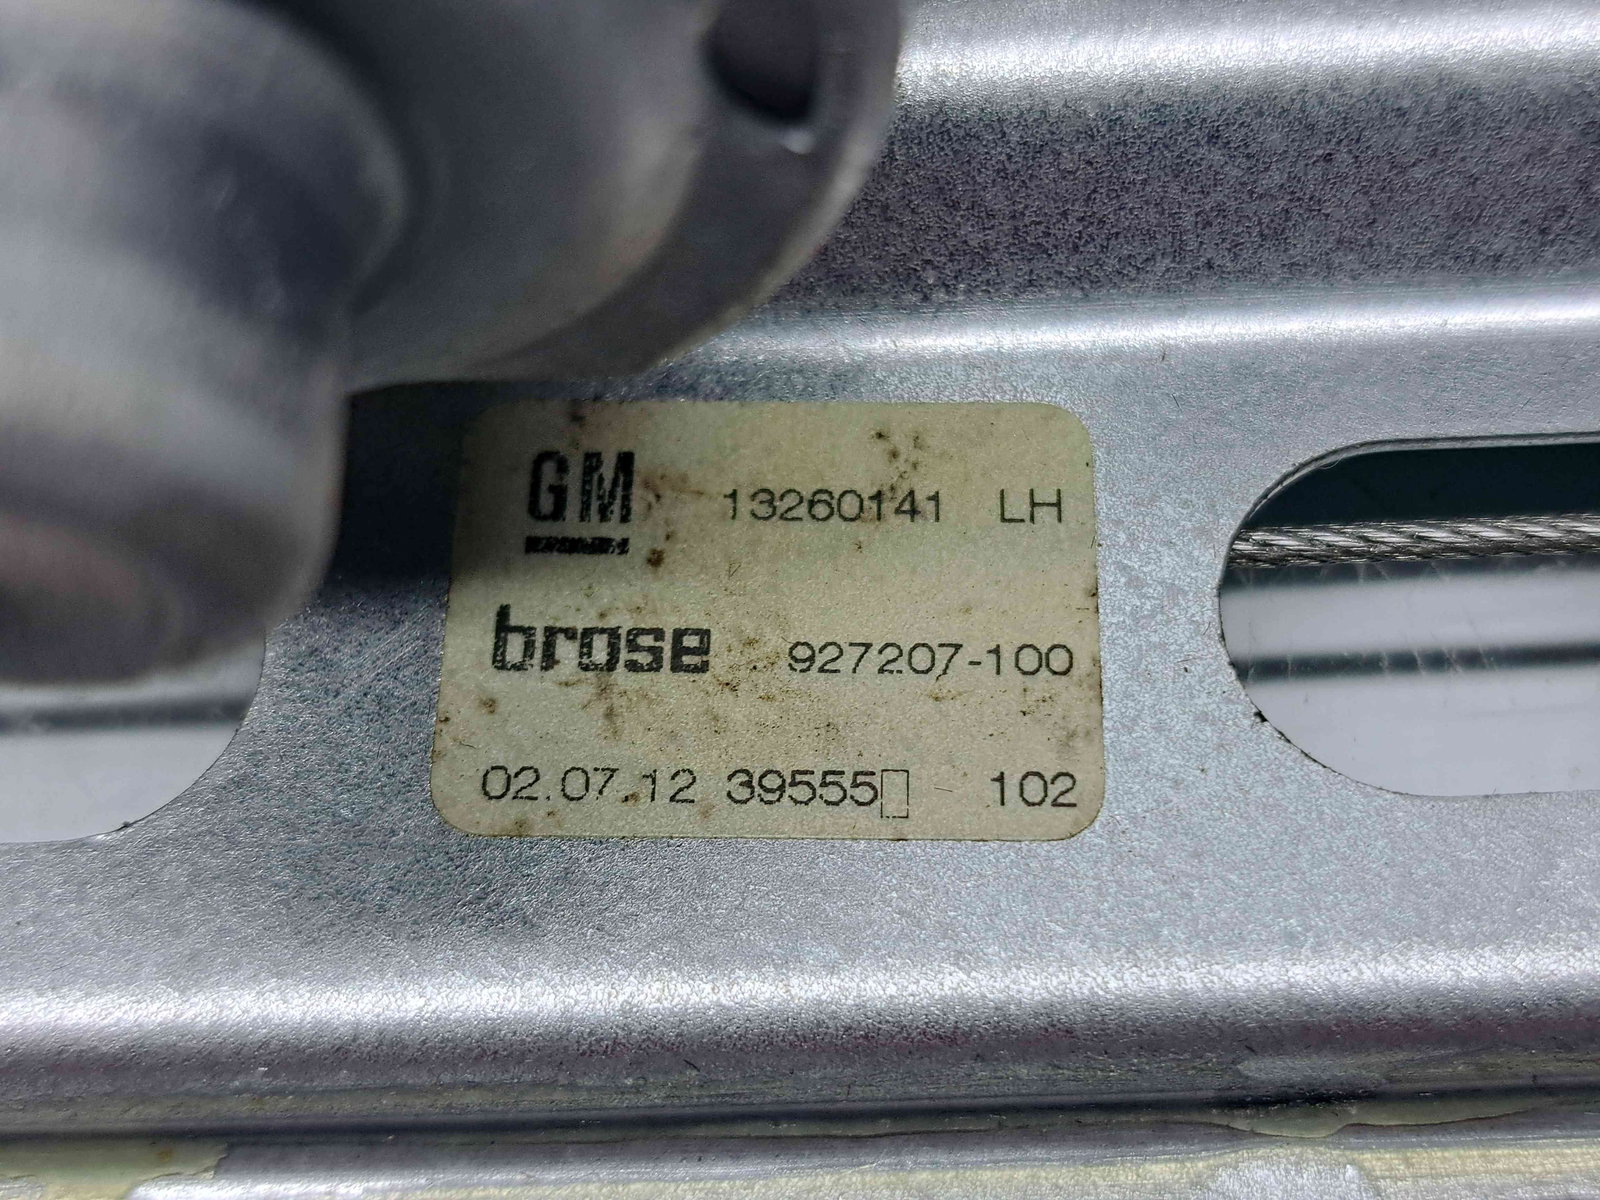 GM 13260141 LH
brose 927207-100
02.07.12 39555▯ 102